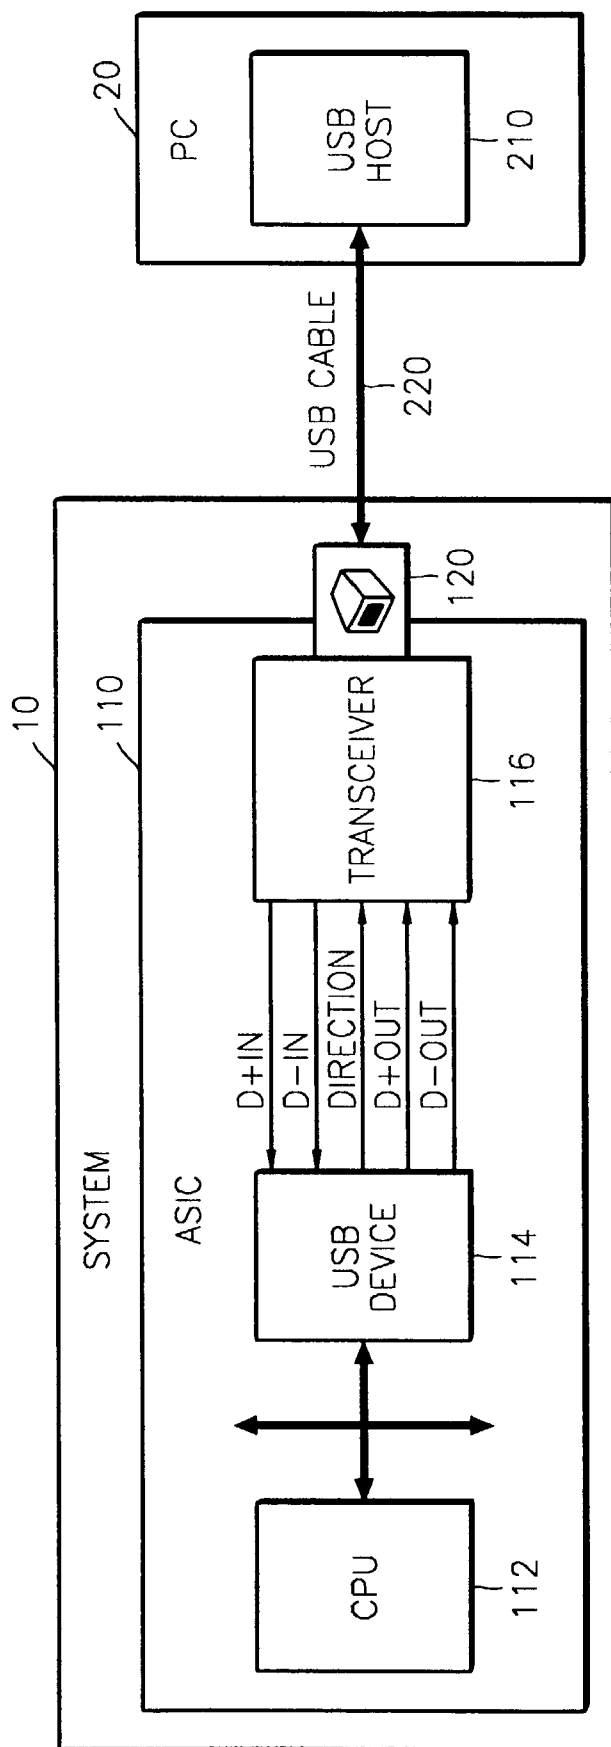 10
SYSTEM
110
ASIC
CPU
112
USB
DEVICE
114
D+IN
D−IN
DIRECTION
D+OUT
D−OUT
TRANSCEIVER
116
120
USB CABLE
220
20
PC
USB
HOST
210